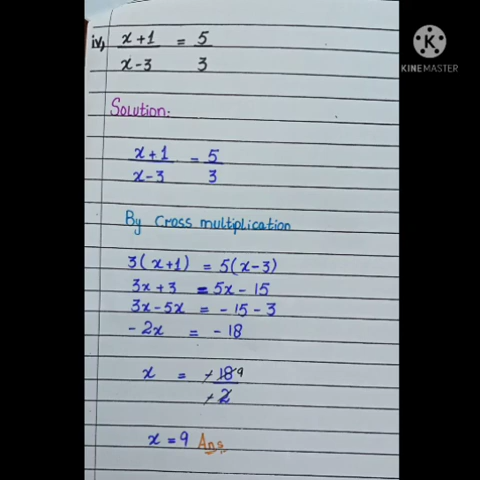 iv, x+1/x-3 = 5/3
KINEMASTER
Solution:
x+1/x-3 = 5/3
By Cross multiplication
3(x+1) = 5(x-3)
3x+3 = 5x-15
3x-5x = -15-3
-2x = -18
x = -18/-2 9
x = 9 Ans